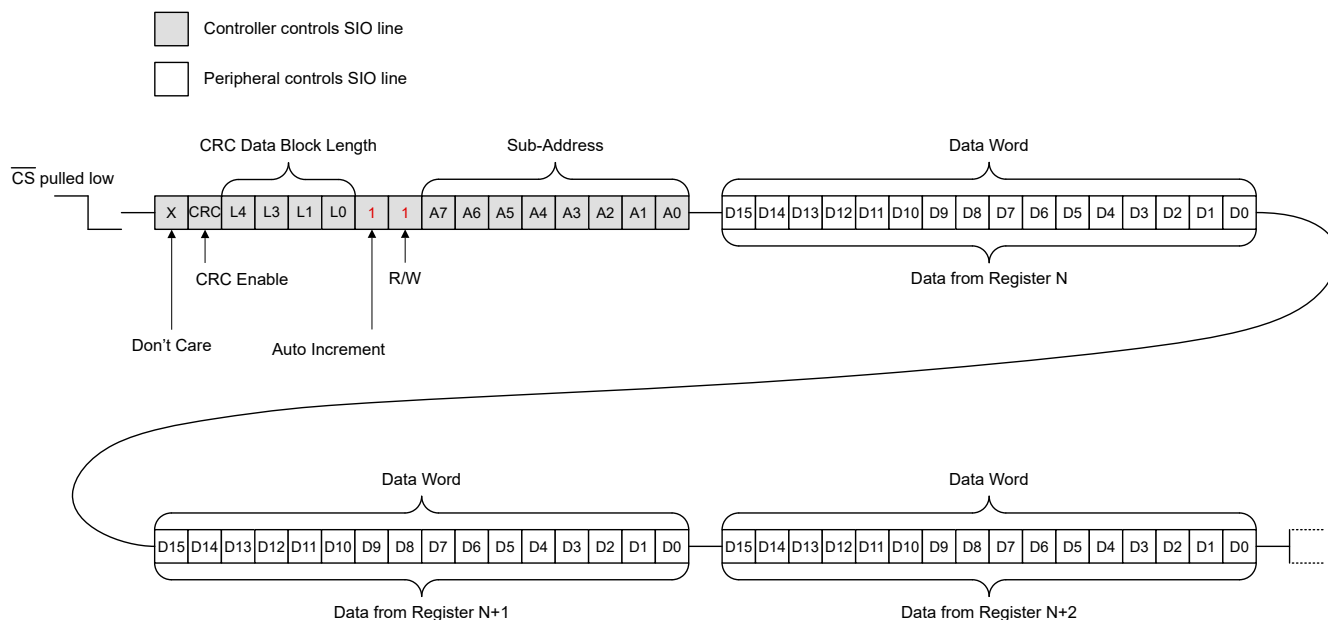 Controller controls SIO line
Peripheral controls SIO line
CRC Data Block Length
Sub-Address
Data Word
CS pulled low
X CRC L4 L3 L1 L0 1 1 A7 A6 A5 A4 A3 A2 A1 A0
D15 D14 D13 D12 D11 D10 D9 D8 D7 D6 D5 D4 D3 D2 D1 D0
CRC Enable
R/W
Data from Register N
Don't Care
Auto Increment
Data Word
Data Word
D15 D14 D13 D12 D11 D10 D9 D8 D7 D6 D5 D4 D3 D2 D1 D0
D15 D14 D13 D12 D11 D10 D9 D8 D7 D6 D5 D4 D3 D2 D1 D0
Data from Register N+1
Data from Register N+2